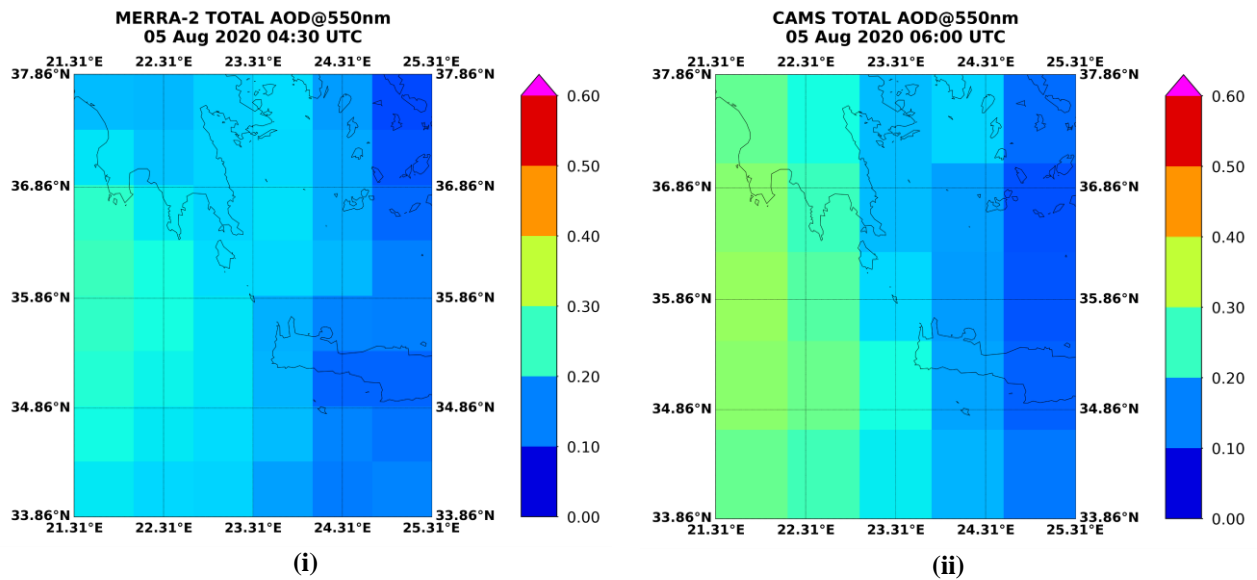 MERRA-2 TOTAL AOD@550nm
05 Aug 2020 04:30 UTC
21.31°E 22.31°E 23.31°E 24.31°E 25.31°E
37.86°N 37.86°N
36.86°N 36.86°N
35.86°N 35.86°N
34.86°N 34.86°N
33.86°N 33.86°N
21.31°E 22.31°E 23.31°E 24.31°E 25.31°E
0.60
0.50
0.40
0.30
0.20
0.10
0.00
(i)
CAMS TOTAL AOD@550nm
05 Aug 2020 06:00 UTC
21.31°E 22.31°E 23.31°E 24.31°E 25.31°E
37.86°N 37.86°N
36.86°N 36.86°N
35.86°N 35.86°N
34.86°N 34.86°N
33.86°N 33.86°N
21.31°E 22.31°E 23.31°E 24.31°E 25.31°E
0.60
0.50
0.40
0.30
0.20
0.10
0.00
(ii)